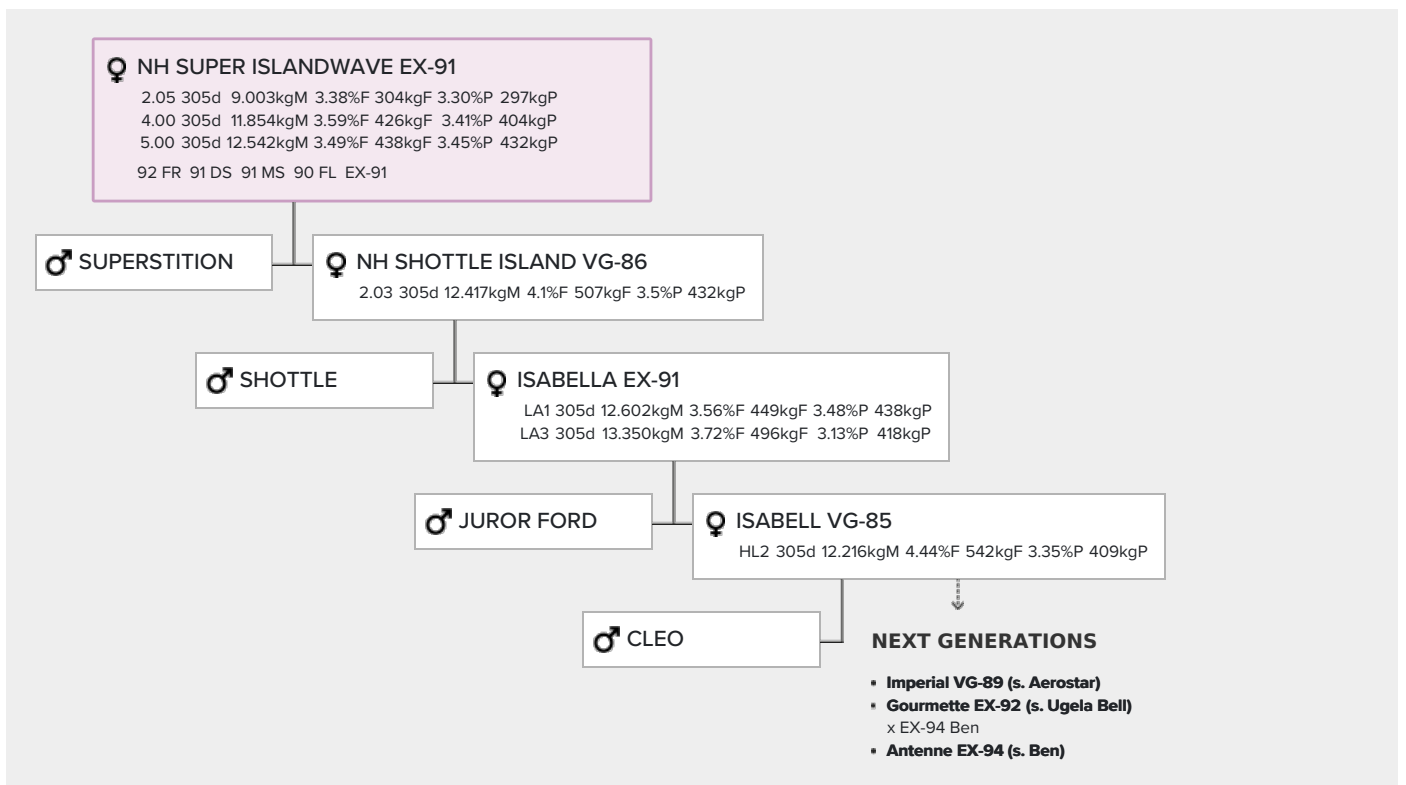 NH SUPER ISLANDWAVE EX-91
2.05 305d 9.003kgM 3.38%F 304kgF 3.30%P 297kgP
4.00 305d 11.854kgM 3.59%F 426kgF 3.41%P 404kgP
5.00 305d 12.542kgM 3.49%F 438kgF 3.45%P 432kgP
92 FR 91 DS 91 MS 90 FL EX-91
SUPERSTITION
NH SHOTTLE ISLAND VG-86
2.03 305d 12.417kgM 4.1%F 507kgF 3.5%P 432kgP
SHOTTLE
ISABELLA EX-91
LA1 305d 12.602kgM 3.56%F 449kgF 3.48%P 438kgP
LA3 305d 13.350kgM 3.72%F 496kgF 3.13%P 418kgP
JUROR FORD
ISABELL VG-85
HL2 305d 12.216kgM 4.44%F 542kgF 3.35%P 409kgP
CLEO
NEXT GENERATIONS
▪ Imperial VG-89 (s. Aerostar)
▪ Gourmette EX-92 (s. Ugela Bell)
x EX-94 Ben
▪ Antenne EX-94 (s. Ben)